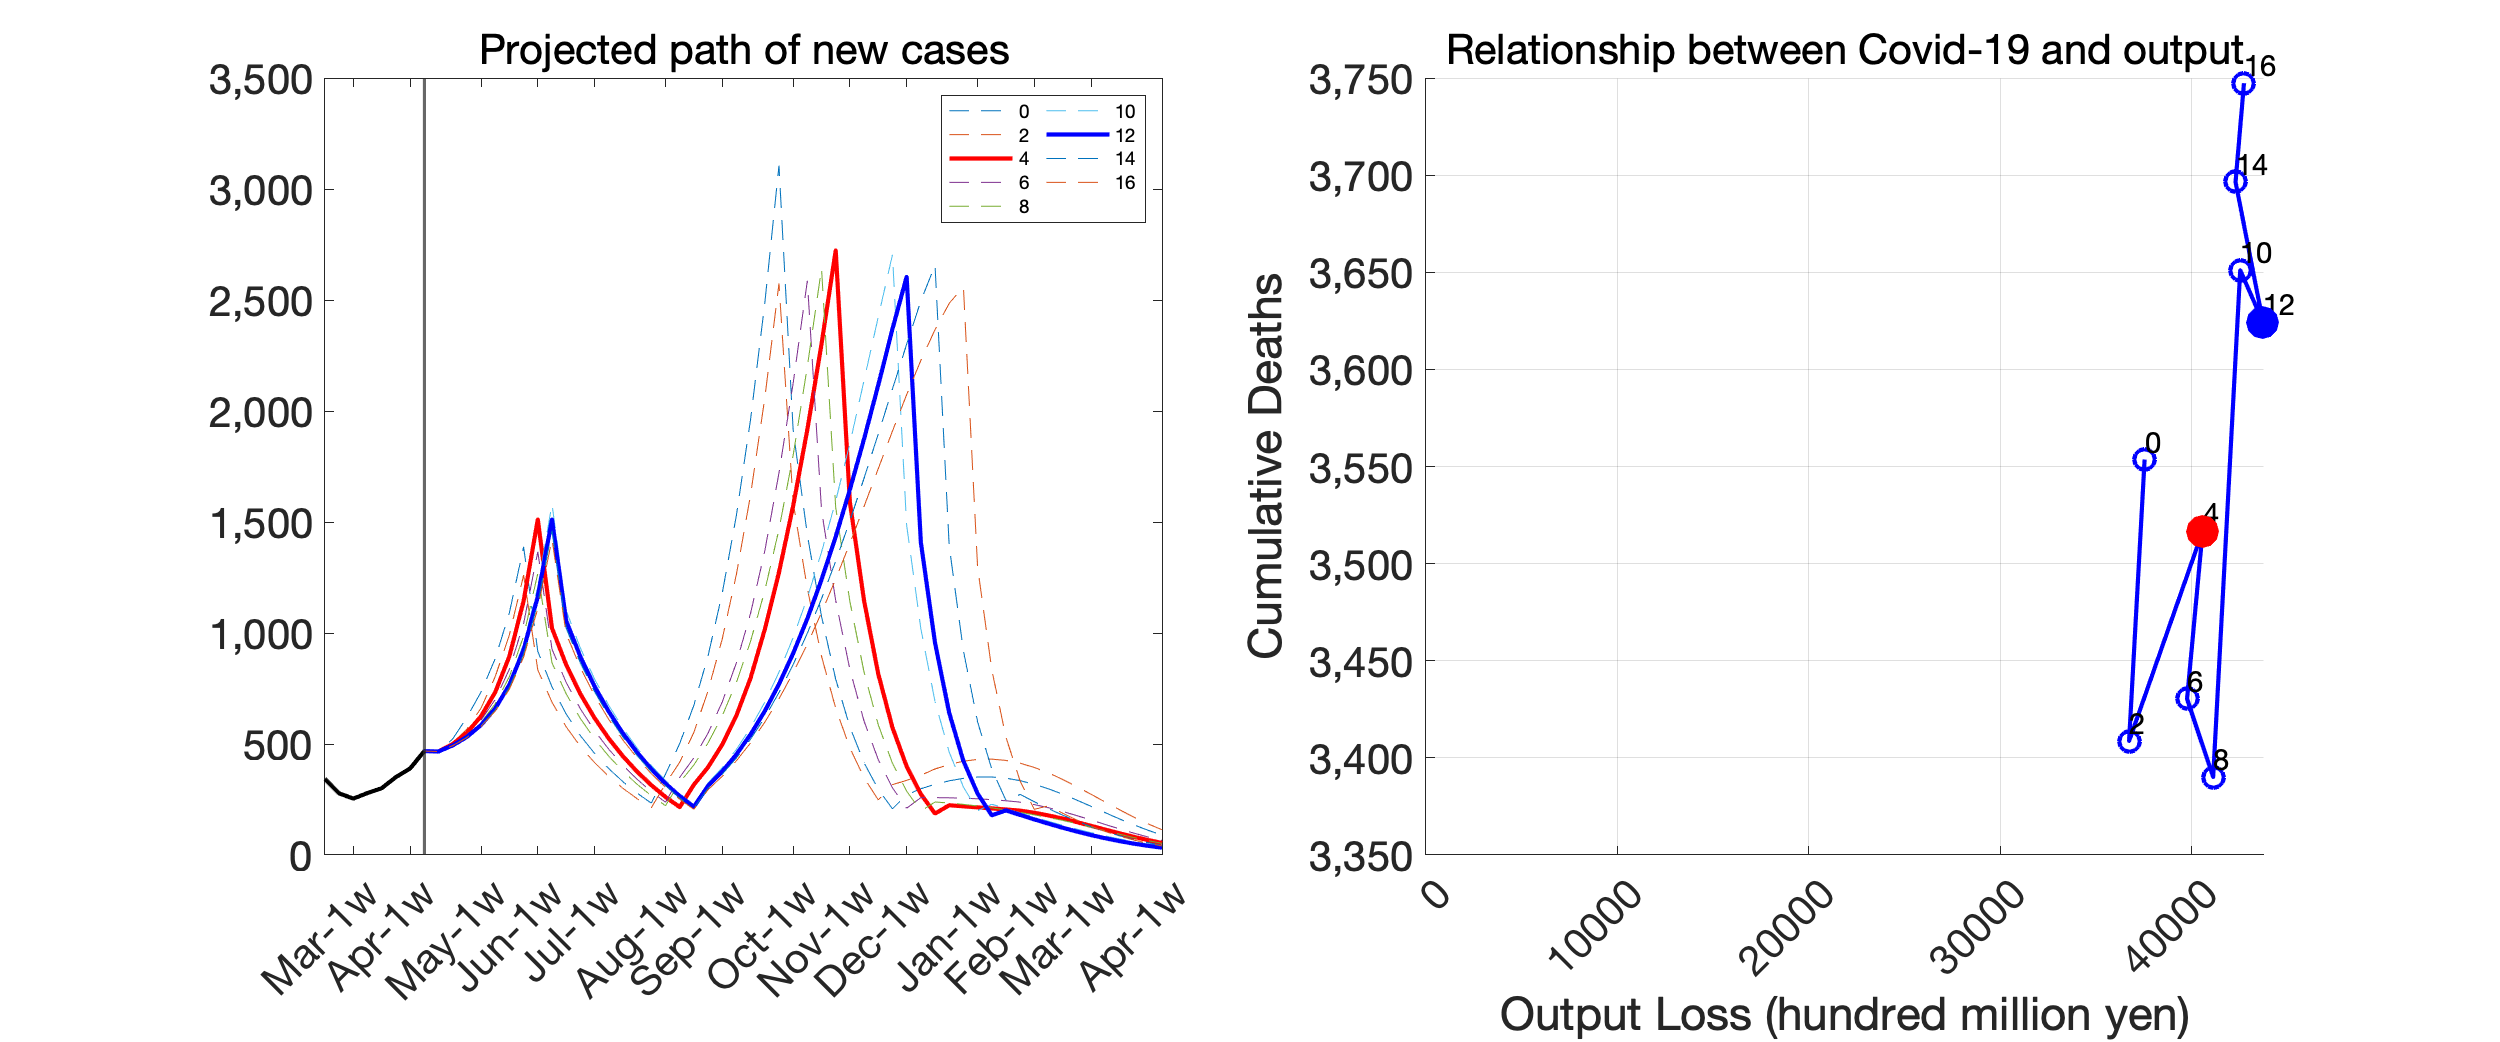 Projected path of new cases
3,500
3,000
2,500
2,000
1,500
1,000
500
0
0
2
4
6
8
10
12
14
16
Mar-1w
Apr-1w
May-1w
Jun-1w
Jul-1w
Aug-1w
Sep-1w
Oct-1w
Nov-1w
Dec-1w
Jan-1w
Feb-1w
Mar-1w
Apr-1w
Relationship between Covid-19 and output
Cumulative Deaths
3,750
3,700
3,650
3,600
3,550
3,500
3,450
3,400
3,350
16
14
10
12
0
4
6
2
8
0
10000
20000
30000
40000
Output Loss (hundred million yen)